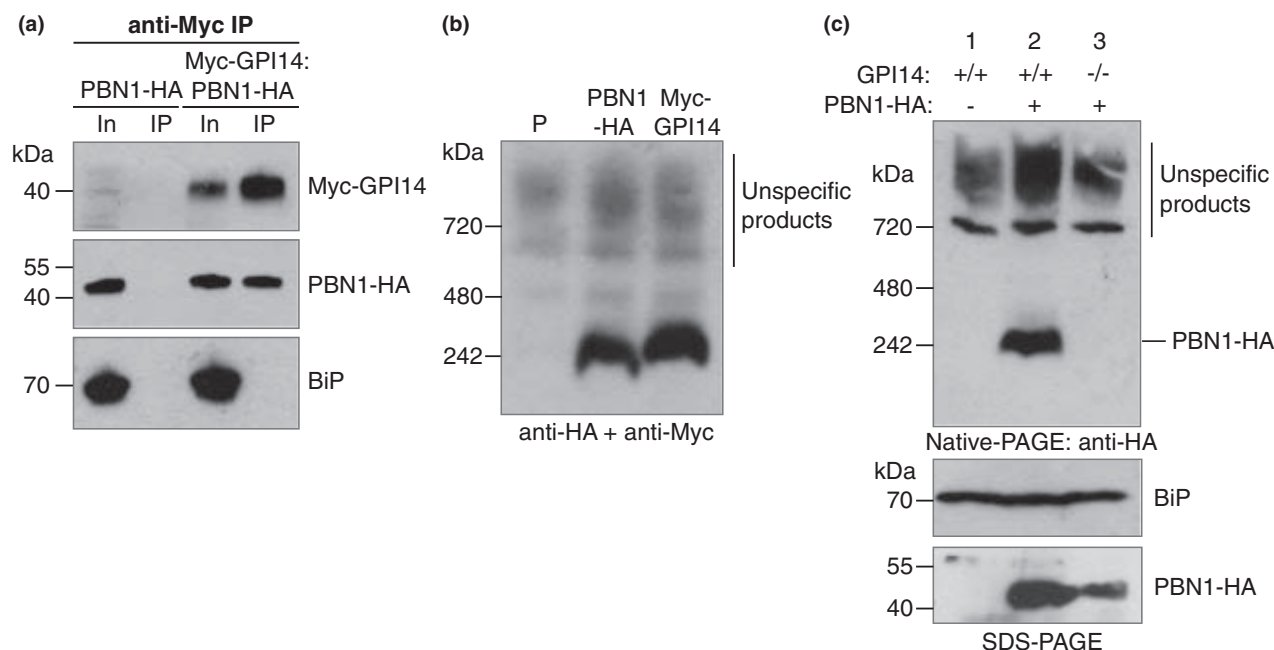 (a)
anti-Myc IP
Myc-GPI14:
PBN1-HA PBN1-HA
In IP In IP
kDa
40
Myc-GPI14
55
40
PBN1-HA
70
BiP
(b)
P
PBN1
-HA
Myc-
GPI14
kDa
720
480
242
Unspecific
products
anti-HA + anti-Myc
(c)
1 2 3
GPI14: +/+ +/+ -/-
PBN1-HA: - + +
kDa
720
480
242
Unspecific
products
PBN1-HA
Native-PAGE: anti-HA
kDa
70
BiP
55
40
PBN1-HA
SDS-PAGE